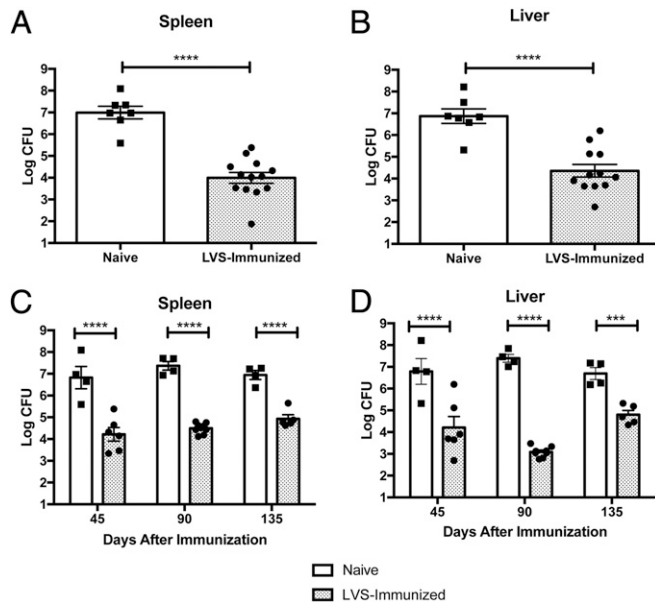 A
Spleen
****
Log CFU
9
8
7
6
5
4
3
2
1
Naive
LVS-Immunized
B
Liver
****
Log CFU
9
8
7
6
5
4
3
2
1
Naive
LVS-Immunized
C
Spleen
****
****
****
Log CFU
9
8
7
6
5
4
3
2
1
45
90
135
Days After Immunization
D
Liver
****
****
***
Log CFU
9
8
7
6
5
4
3
2
1
45
90
135
Days After Immunization
Naive
LVS-Immunized